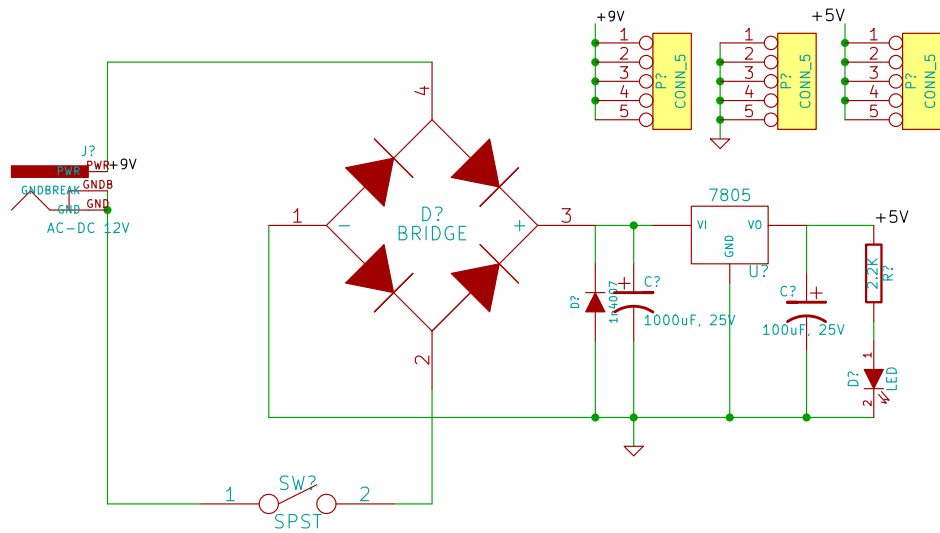 +9V
1
2
3
4
5
P?
CONN_5
1
2
3
4
5
P?
CONN_5
+5V
1
2
3
4
5
P?
CONN_5
J?
PWR
PWR
+9V
GNDBREAK
GNDB
GND
GND
AC-DC 12V
4
1
D?
BRIDGE
-
+
3
2
7805
VI
VO
GND
U?
+5V
2.2K
R?
D?
1n4007
C?
+
1000uF, 25V
C?
+
100uF, 25V
1
D?
LED
2
SW?
1
2
SPST